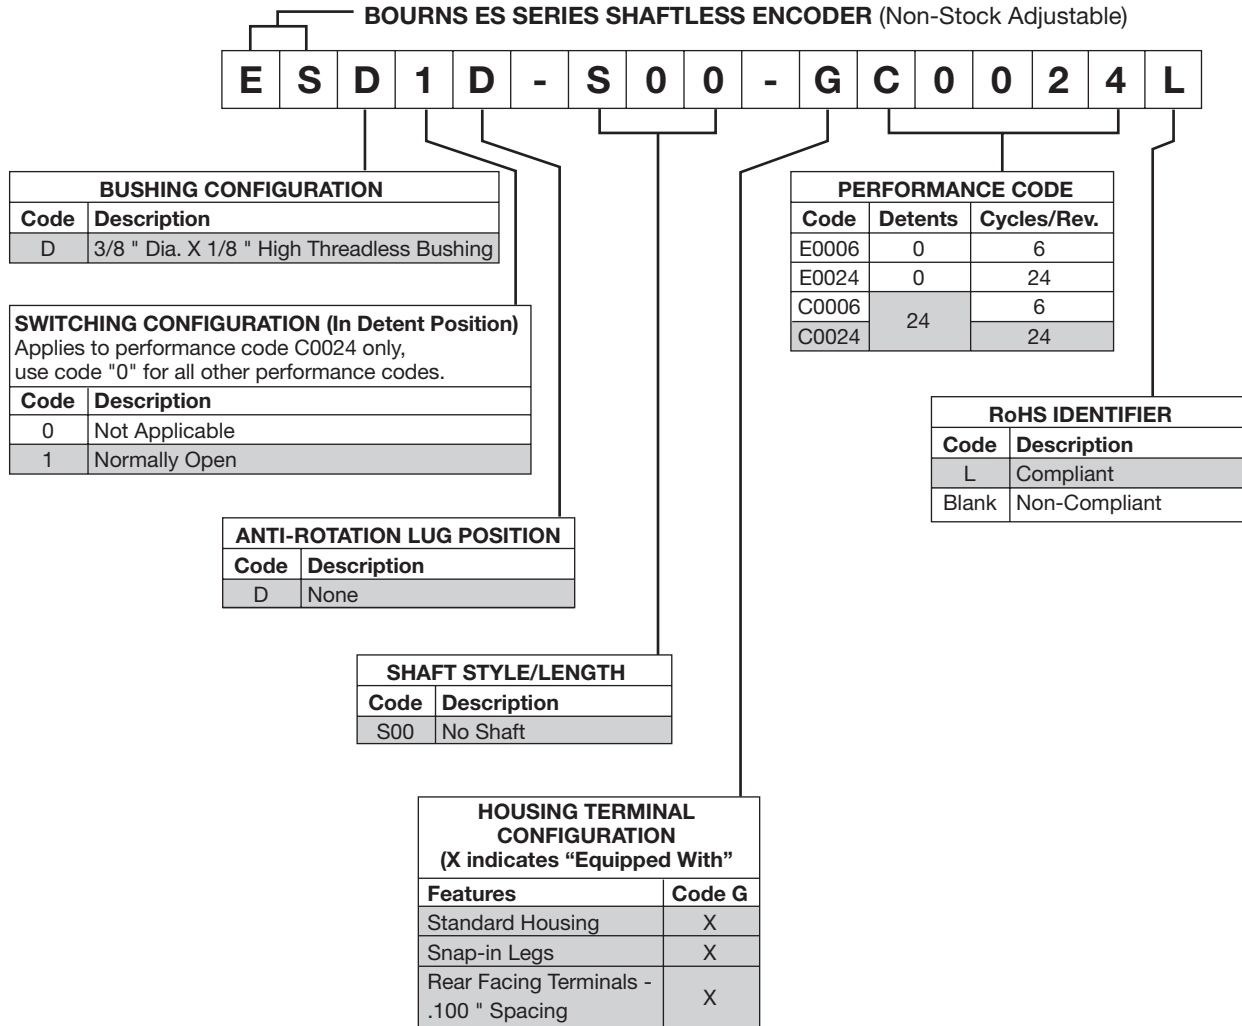 BOURNS ES SERIES SHAFTLESS ENCODER (Non-Stock Adjustable)
E S D 1 D - S 0 0 - G C 0 0 2 4 L
BUSHING CONFIGURATION
Code Description
D 3/8 " Dia. X 1/8 " High Threadless Bushing
SWITCHING CONFIGURATION (In Detent Position)
Applies to performance code C0024 only,
use code "0" for all other performance codes.
Code Description
0 Not Applicable
1 Normally Open
ANTI-ROTATION LUG POSITION
Code Description
D None
SHAFT STYLE/LENGTH
Code Description
S00 No Shaft
HOUSING TERMINAL
CONFIGURATION
(X indicates “Equipped With”
Features Code G
Standard Housing X
Snap-in Legs X
Rear Facing Terminals -
.100 " Spacing X
PERFORMANCE CODE
Code Detents Cycles/Rev.
E0006 0 6
E0024 0 24
C0006 24 6
C0024 24
RoHS IDENTIFIER
Code Description
L Compliant
Blank Non-Compliant